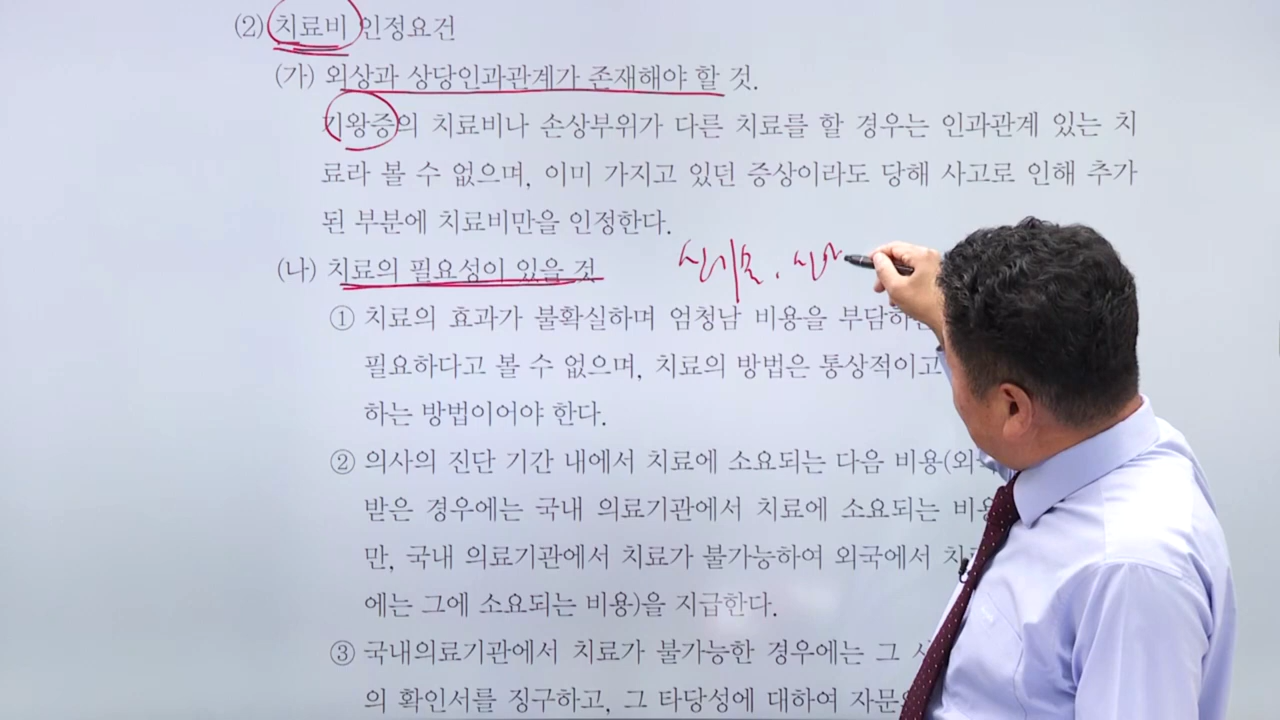 (2) 치료비 인정요건
(가) 외상과 상당인과관계가 존재해야 할 것.
기왕증의 치료비나 손상부위가 다른 치료를 할 경우는 인과관계 있는 치
료라 볼 수 없으며, 이미 가지고 있던 증상이라도 당해 사고로 인해 추가
된 부분에 치료비만을 인정한다.
(나) 치료의 필요성이 있을 것
① 치료의 효과가 불확실하며 엄청남 비용을 부담하는
필요하다고 볼 수 없으며, 치료의 방법은 통상적이고
하는 방법이어야 한다.
② 의사의 진단 기간 내에서 치료에 소요되는 다음 비용(외국
받은 경우에는 국내 의료기관에서 치료에 소요되는 비용
만, 국내 의료기관에서 치료가 불가능하여 외국에서 치료
에는 그에 소요되는 비용)을 지급한다.
③ 국내의료기관에서 치료가 불가능한 경우에는 그
의 확인서를 징구하고, 그 타당성에 대하여 자문